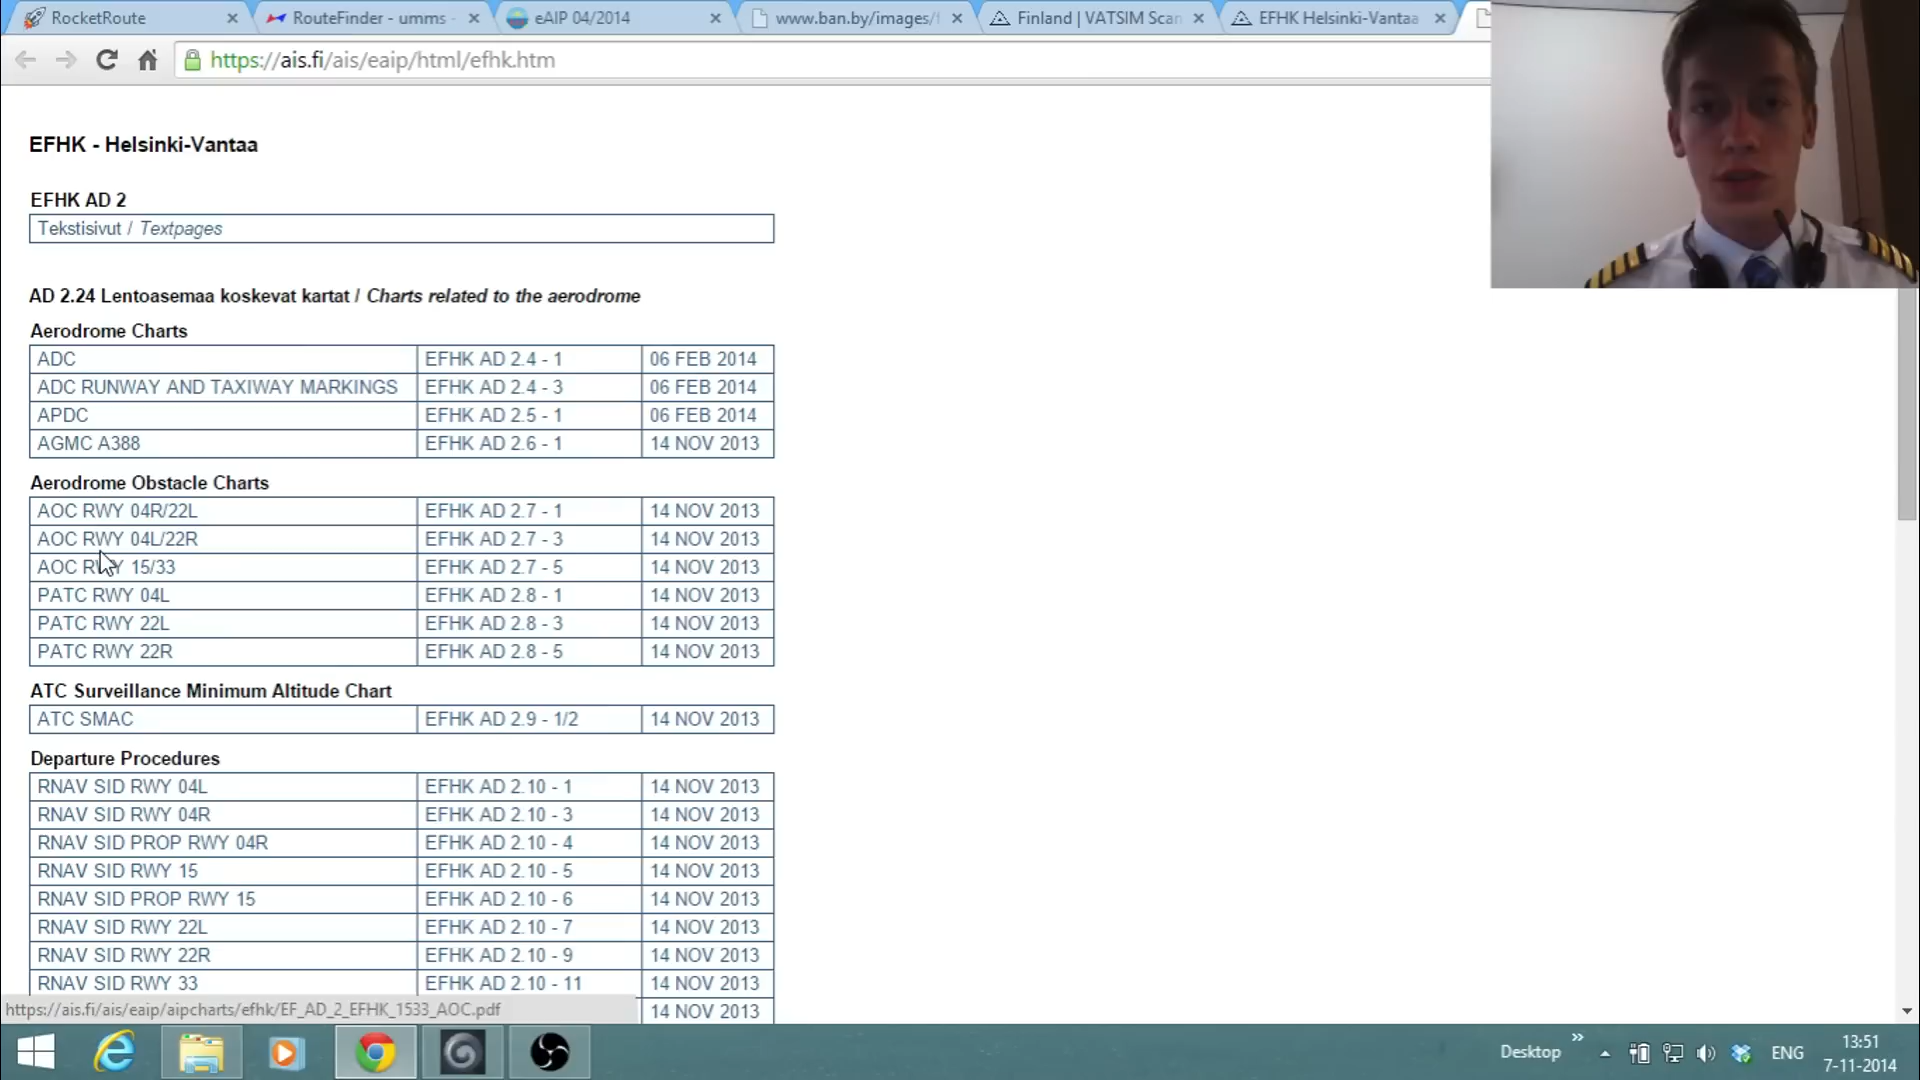 RocketRoute
RouteFinder - umms -
eAIP 04/2014
www.ban.by/images/
Finland | VATSIM Scan
EFHK Helsinki-Vantaa
https://ais.fi/ais/eaip/html/efhk.htm
EFHK - Helsinki-Vantaa
EFHK AD 2
Tekstisivut / Textpages
AD 2.24 Lentoasemaa koskevat kartat / Charts related to the aerodrome
Aerodrome Charts
ADC EFHK AD 2.4 - 1 06 FEB 2014
ADC RUNWAY AND TAXIWAY MARKINGS EFHK AD 2.4 - 3 06 FEB 2014
APDC EFHK AD 2.5 - 1 06 FEB 2014
AGMC A388 EFHK AD 2.6 - 1 14 NOV 2013
Aerodrome Obstacle Charts
AOC RWY 04R/22L EFHK AD 2.7 - 1 14 NOV 2013
AOC RWY 04L/22R EFHK AD 2.7 - 3 14 NOV 2013
AOC RWY 15/33 EFHK AD 2.7 - 5 14 NOV 2013
PATC RWY 04L EFHK AD 2.8 - 1 14 NOV 2013
PATC RWY 22L EFHK AD 2.8 - 3 14 NOV 2013
PATC RWY 22R EFHK AD 2.8 - 5 14 NOV 2013
ATC Surveillance Minimum Altitude Chart
ATC SMAC EFHK AD 2.9 - 1/2 14 NOV 2013
Departure Procedures
RNAV SID RWY 04L EFHK AD 2.10 - 1 14 NOV 2013
RNAV SID RWY 04R EFHK AD 2.10 - 3 14 NOV 2013
RNAV SID PROP RWY 04R EFHK AD 2.10 - 4 14 NOV 2013
RNAV SID RWY 15 EFHK AD 2.10 - 5 14 NOV 2013
RNAV SID PROP RWY 15 EFHK AD 2.10 - 6 14 NOV 2013
RNAV SID RWY 22L EFHK AD 2.10 - 7 14 NOV 2013
RNAV SID RWY 22R EFHK AD 2.10 - 9 14 NOV 2013
RNAV SID RWY 33 EFHK AD 2.10 - 11 14 NOV 2013
14 NOV 2013
https://ais.fi/ais/eaip/aipcharts/efhk/EF_AD_2_EFHK_1533_AOC.pdf
Desktop
ENG
13:51
7-11-2014